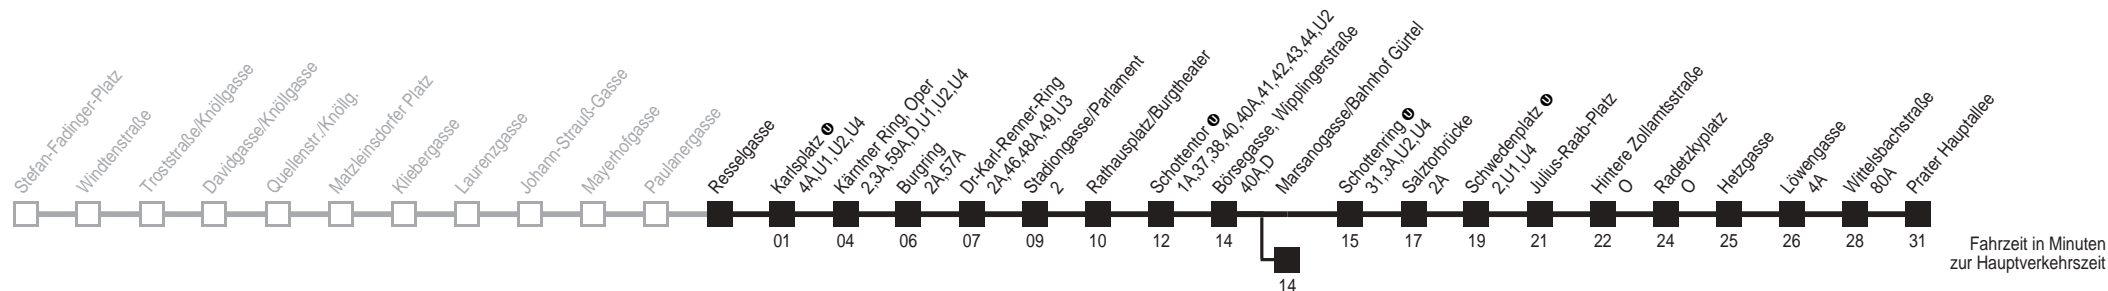 Stefan-Fadinger-Platz
Windtenstraße
Troststraße/Knöllgasse
Davidgasse/Knöllgasse
Quellenstr./Knöllg.
Matzleinsdorfer Platz
Kliebergasse
Laurenzgasse
Johann-Strauß-Gasse
Mayerhofgasse
Paulanergasse
Resselgasse
Karlsplatz U
4A,U1,U2,U4
01
Kärntner Ring, Oper
2,3A,59A,D,U1,U2,U4
04
Burgring
2A,57A
06
Dr-Karl-Renner-Ring
2A,46,48A,49,U3
07
Stadiongasse/Parlament
2
09
Rathausplatz/Burgtheater
10
Schottentor U
1A,37,38,40,40A,41,42,43,44,U2
12
Börsegasse, Wipplingerstraße
40A,D
14
Marsanogasse/Bahnhof Gürtel
14
Schottenring U
31,3A,U2,U4
15
Salztorbrücke
2A
17
Schwedenplatz U
2,U1,U4
19
Julius-Raab-Platz
21
Hintere Zollamtsstraße
O
22
Radetzkyplatz
O
24
Hetzgasse
25
Löwengasse
4A
26
Wittelsbachstraße
80A
28
Prater Hauptallee
31
Fahrzeit in Minuten
zur Hauptverkehrszeit